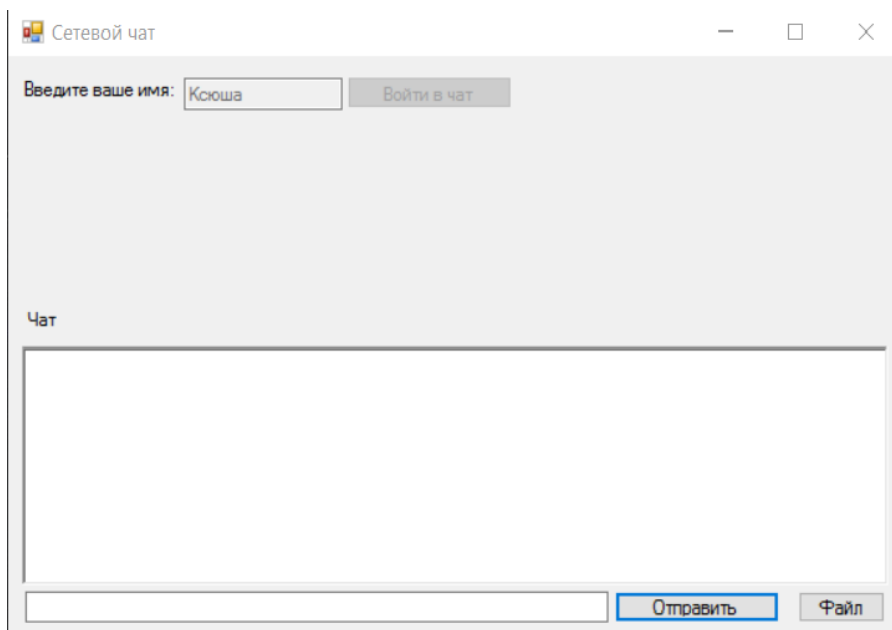 Сетевой чат
Введите ваше имя: Ксюша Войти в чат
Чат
Отправить Файл